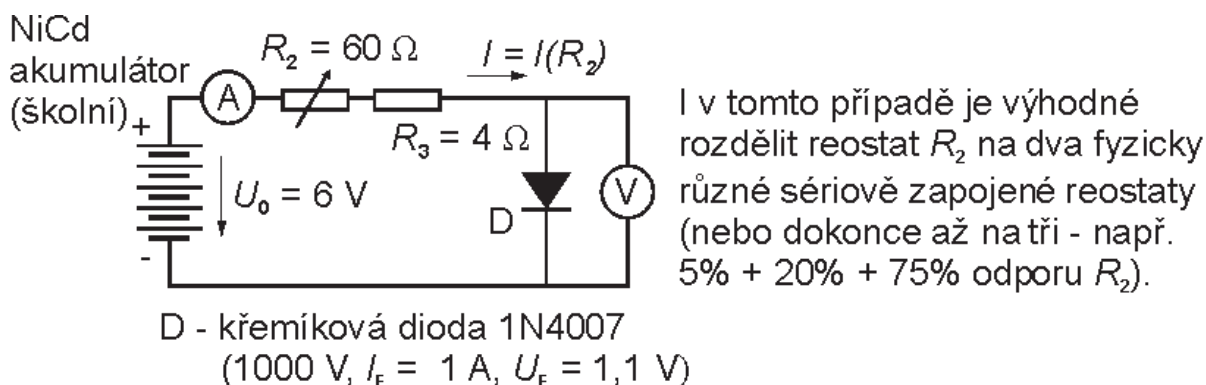 NiCd
akumulátor
(školní)
+
R₂ = 60 Ω
I = I(R₂)
A
R₃ = 4 Ω
U₀ = 6 V
-
D
V
I v tomto případě je výhodné
rozdělit reostat R₂ na dva fyzicky
různé sériově zapojené reostaty
(nebo dokonce až na tři - např.
5% + 20% + 75% odporu R₂).
D - křemíková dioda 1N4007
(1000 V, I_F = 1 A, U_F = 1,1 V)